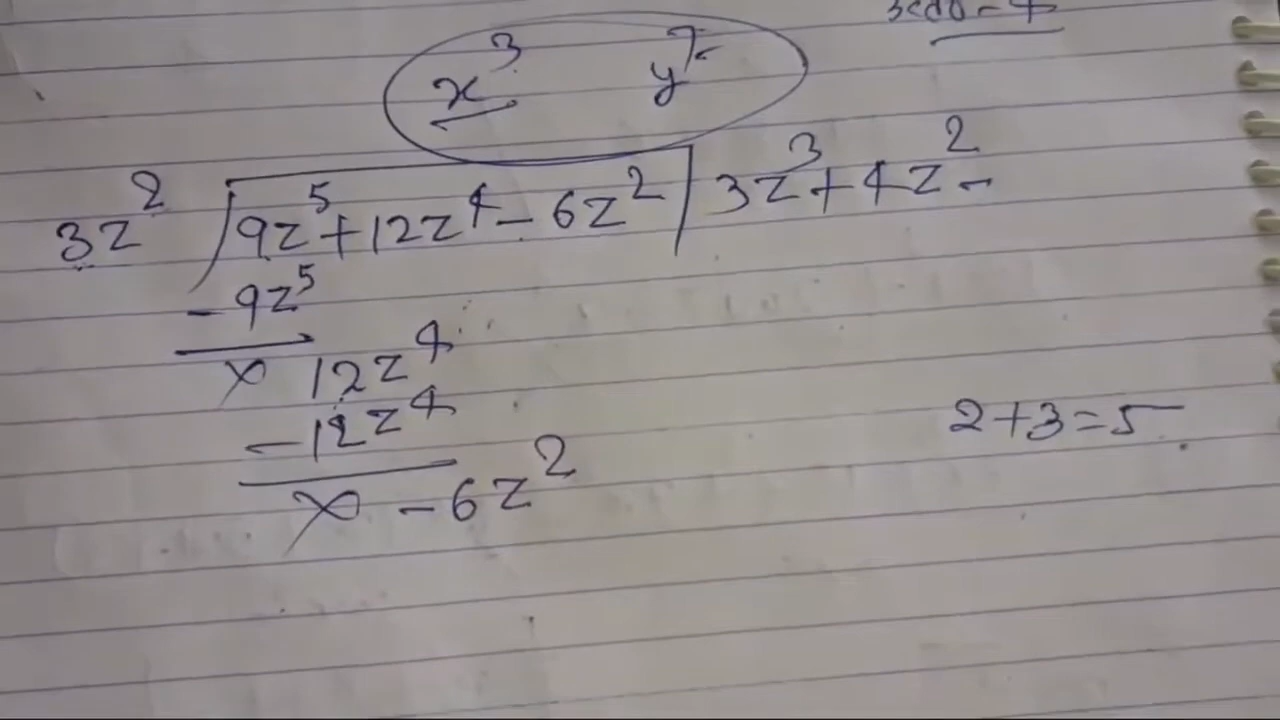 x³ y⁷
3z² ) 9z⁵ + 12z⁴ - 6z² | 3z³ + 4z² -
- 9z⁵
x 12z⁴
- 12z⁴
x - 6z²
2 + 3 = 5